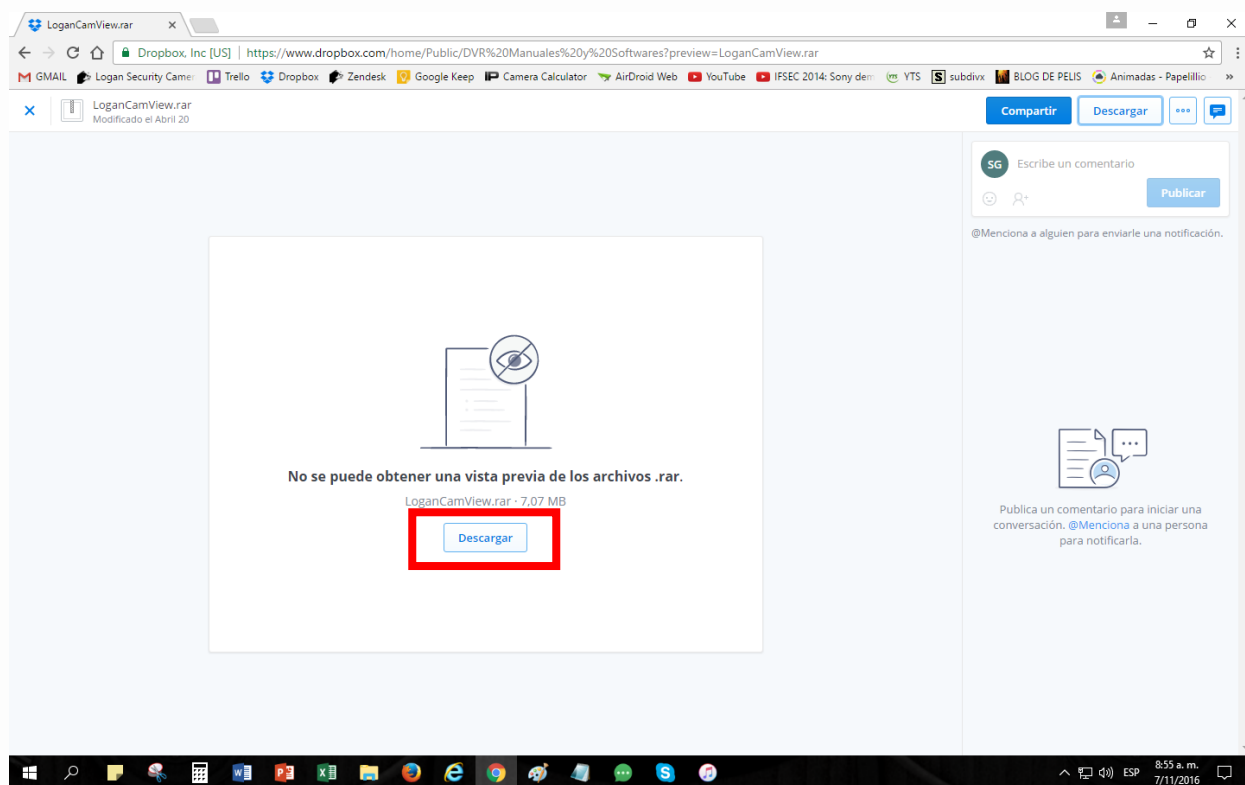 LoganCamView.rar
Dropbox, Inc [US] | https://www.dropbox.com/home/Public/DVR%20Manuales%20y%20Softwares?preview=LoganCamView.rar
GMAIL Logan Security Camer Trello Dropbox Zendesk Google Keep IP Camera Calculator AirDroid Web YouTube IFSEC 2014: Sony dem YTS S subdivx BLOG DE PELIS Animadas - Papelillio »
LoganCamView.rar
Modificado el Abril 20
Compartir Descargar
SG Escribe un comentario
Publicar
@Menciona a alguien para enviarle una notificación.
No se puede obtener una vista previa de los archivos .rar.
LoganCamView.rar · 7,07 MB
Descargar
Publica un comentario para iniciar una
conversación. @Menciona a una persona
para notificarla.
ESP 8:55 a. m.
7/11/2016